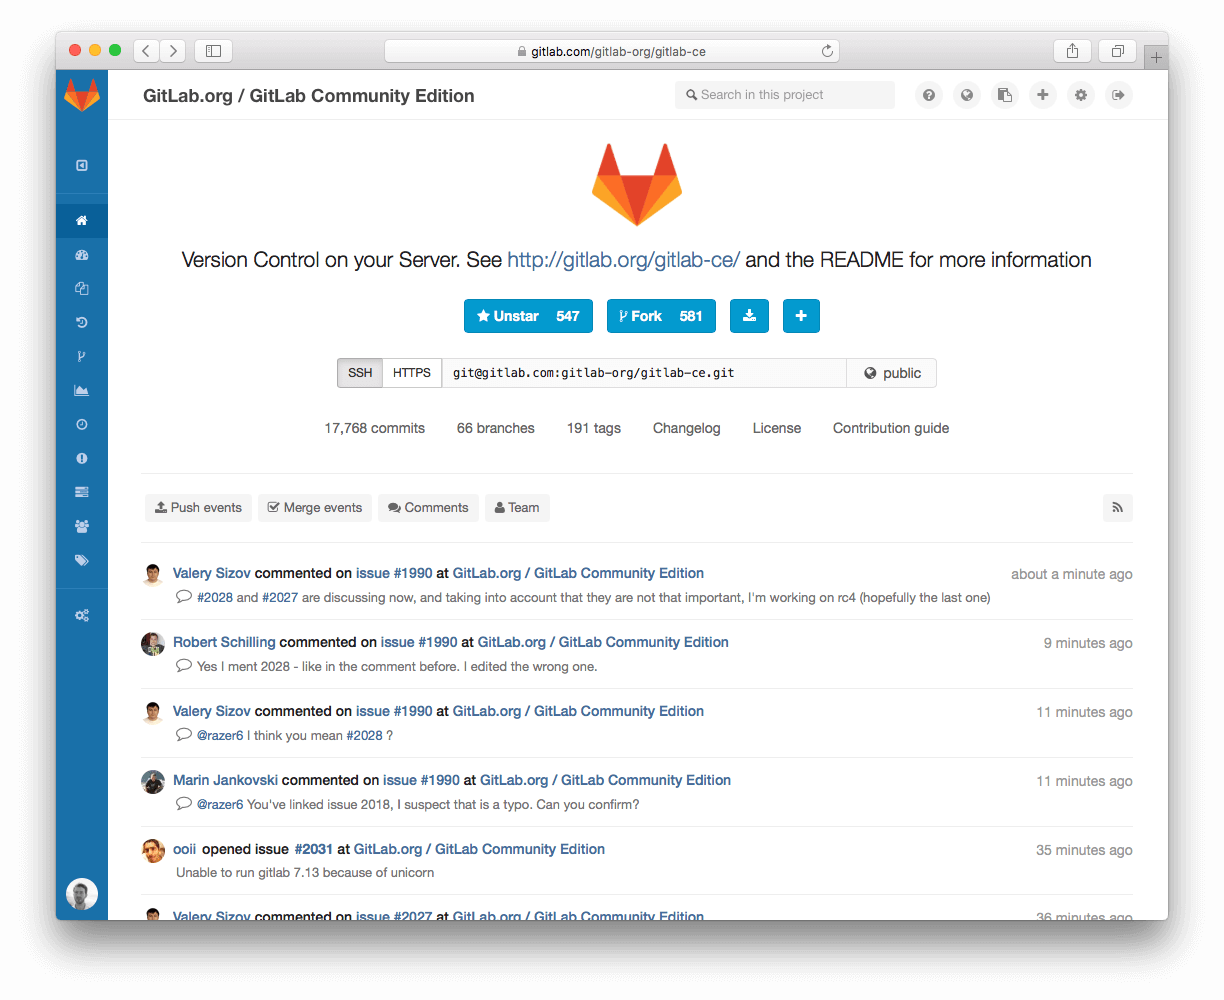 gitlab.com/gitlab-org/gitlab-ce
GitLab.org / GitLab Community Edition
Search in this project
Version Control on your Server. See http://gitlab.org/gitlab-ce/ and the README for more information
Unstar 547 Fork 581
SSH HTTPS git@gitlab.com:gitlab-org/gitlab-ce.git public
17,768 commits 66 branches 191 tags Changelog License Contribution guide
Push events Merge events Comments Team
Valery Sizov commented on issue #1990 at GitLab.org / GitLab Community Edition about a minute ago
#2028 and #2027 are discussing now, and taking into account that they are not that important, I'm working on rc4 (hopefully the last one)
Robert Schilling commented on issue #1990 at GitLab.org / GitLab Community Edition 9 minutes ago
Yes I ment 2028 - like in the comment before. I edited the wrong one.
Valery Sizov commented on issue #1990 at GitLab.org / GitLab Community Edition 11 minutes ago
@razer6 I think you mean #2028 ?
Marin Jankovski commented on issue #1990 at GitLab.org / GitLab Community Edition 11 minutes ago
@razer6 You've linked issue 2018, I suspect that is a typo. Can you confirm?
ooii opened issue #2031 at GitLab.org / GitLab Community Edition 35 minutes ago
Unable to run gitlab 7.13 because of unicorn
Valery Sizov commented on issue #2027 at GitLab.org / GitLab Community Edition 36 minutes ago